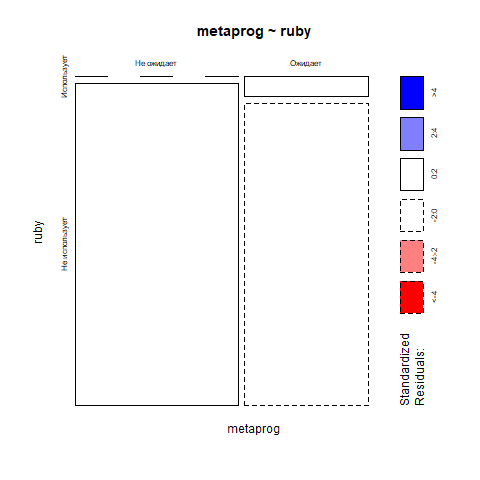 metaprog ~ ruby
Не ожидает
Ожидает
Использует
Не использует
ruby
metaprog
>4
2:4
0:2
-2:0
-4:-2
<-4
Standardized
Residuals: